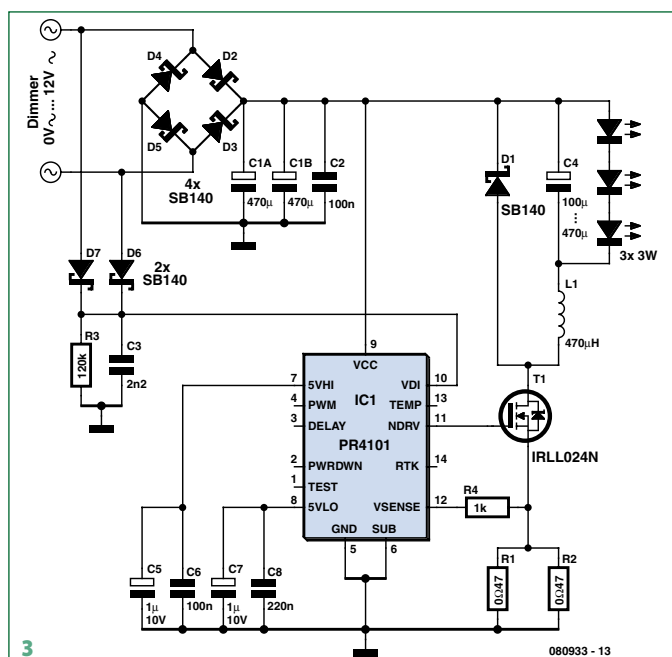 Dimmer
0V ~ ... 12V ~
D4
D2
D5
D3
4x
SB140
C1A
470μ
C1B
470μ
C2
100n
D1
SB140
C4
100μ
...
470μ
3x 3W
L1
470μH
D7
D6
2x
SB140
R3
120k
C3
2n2
9
VCC
7
5VHI
VDI
10
IC1
4
PWM
TEMP
13
3
DELAY
NDRV
11
PR4101
2
PWRDWN
RTK
14
1
TEST
8
5VLO
VSENSE
12
GND
SUB
5
6
T1
IRLL024N
R4
1k
R1
0Ω47
R2
0Ω47
C5
1μ
10V
C6
100n
C7
1μ
10V
C8
220n
3
080933 - 13